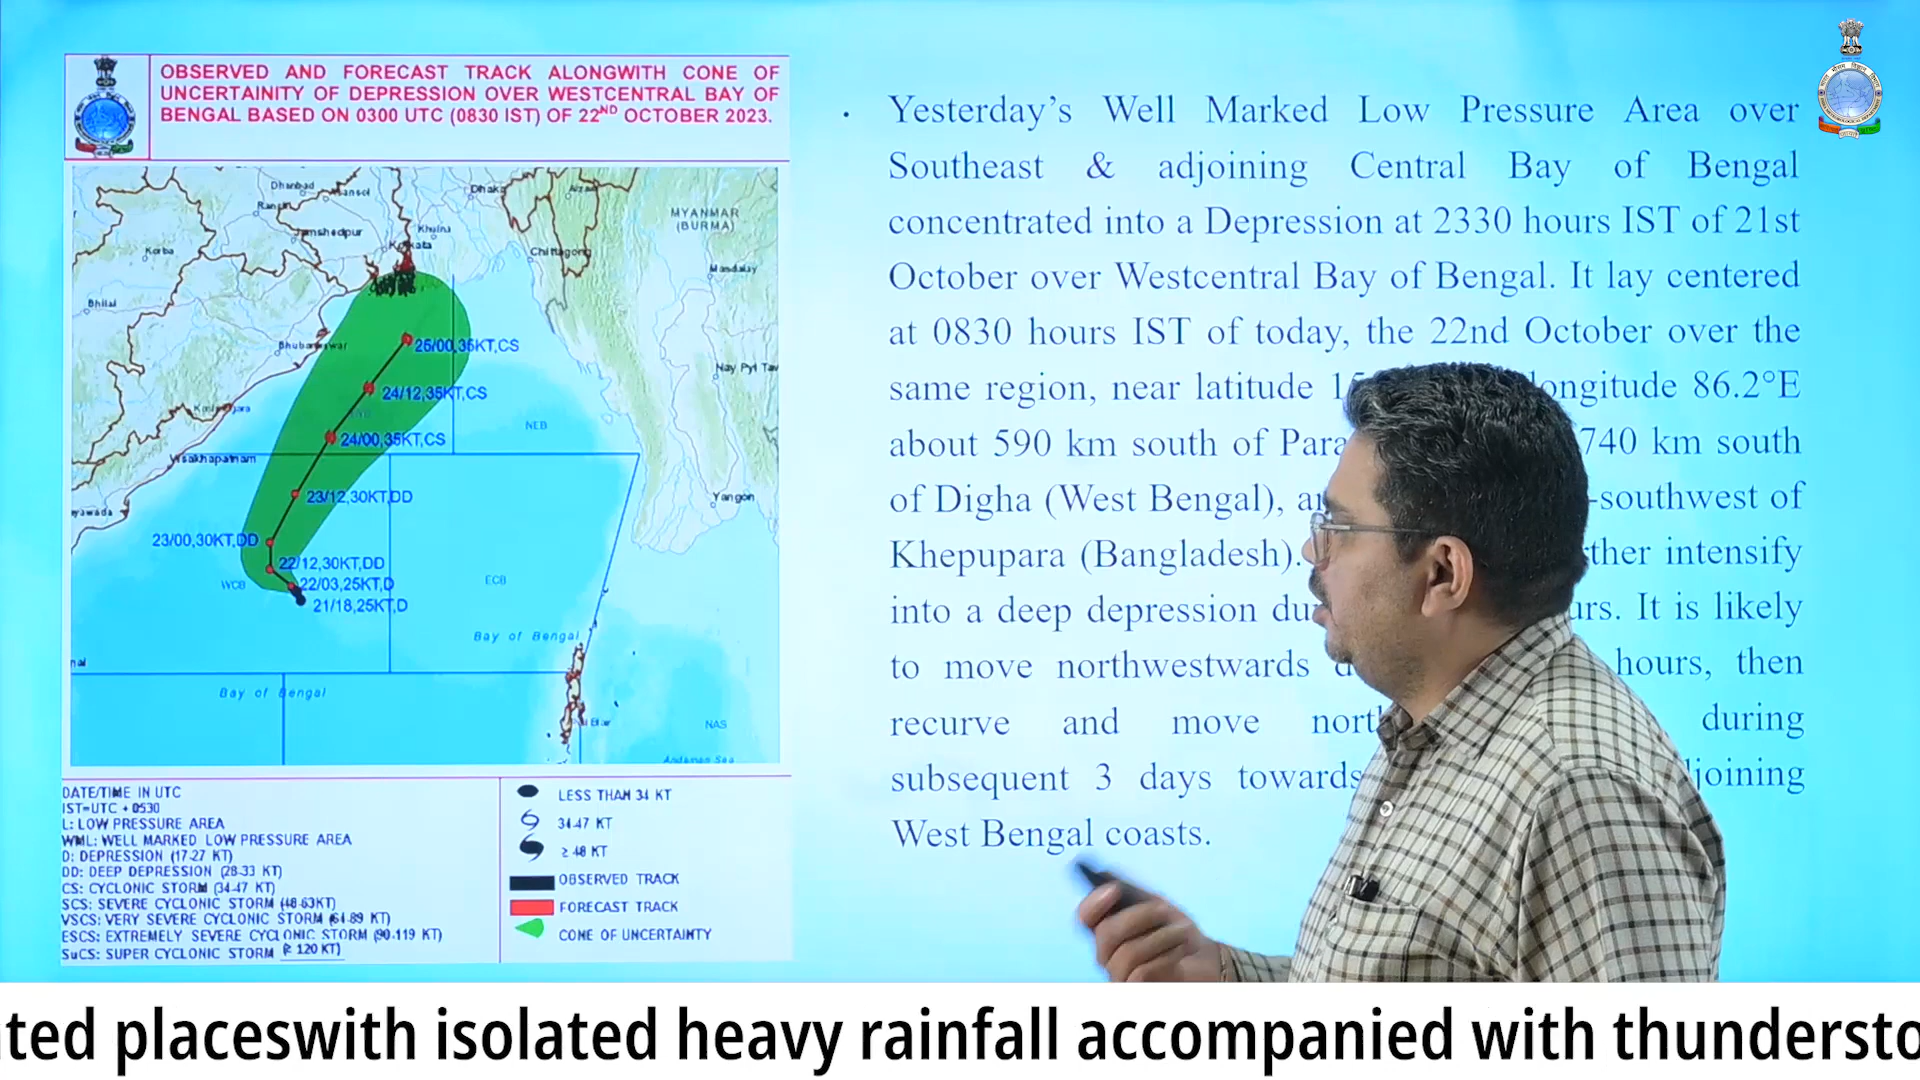 OBSERVED AND FORECAST TRACK ALONGWITH CONE OF
UNCERTAINITY OF DEPRESSION OVER WESTCENTRAL BAY OF
BENGAL BASED ON 0300 UTC (0830 IST) OF 22ND OCTOBER 2023.
Dhanbad
Asansol
Dhaka
Jamshedpur
Khulna
Kolkata
Chittagong
MYANMAR
(BURMA)
Mandalay
Korba
Bhilai
Bhubaneswar
25/00,35KT,CS
24/12,35KT,CS
Nay Pyi Taw
NEB
24/00,35KT,CS
Visakhapatnam
23/12,30KT,DD
Yangon
yawada
23/00,30KT,DD
22/12,30KT,DD
WCB
22/03,25KT,D
ECB
21/18,25KT,D
Bay of Bengal
nai
Bay of Bengal
NAS
Andaman Sea
DATE/TIME IN UTC
IST=UTC + 0530
L: LOW PRESSURE AREA
WML: WELL MARKED LOW PRESSURE AREA
D: DEPRESSION (17-27 KT)
DD: DEEP DEPRESSION (28-33 KT)
CS: CYCLONIC STORM (34-47 KT)
SCS: SEVERE CYCLONIC STORM (48-63KT)
VSCS: VERY SEVERE CYCLONIC STORM (64-89 KT)
ESCS: EXTREMELY SEVERE CYCLONIC STORM (90-119 KT)
SuCS: SUPER CYCLONIC STORM (≥ 120 KT)
LESS THAN 34 KT
34-47 KT
≥ 48 KT
OBSERVED TRACK
FORECAST TRACK
CONE OF UNCERTAINTY
• Yesterday's Well Marked Low Pressure Area over
Southeast & adjoining Central Bay of Bengal
concentrated into a Depression at 2330 hours IST of 21st
October over Westcentral Bay of Bengal. It lay centered
at 0830 hours IST of today, the 22nd October over the
same region, near latitude longitude 86.2°E
about 590 km south of 740 km south
of Digha (West Bengal), -southwest of
Khepupara (Bangladesh). intensify
into a deep depression It is likely
to move northwestwards hours, then
recurve and move during
subsequent 3 days towards
West Bengal coasts.
ted placeswith isolated heavy rainfall accompanied with thundersto